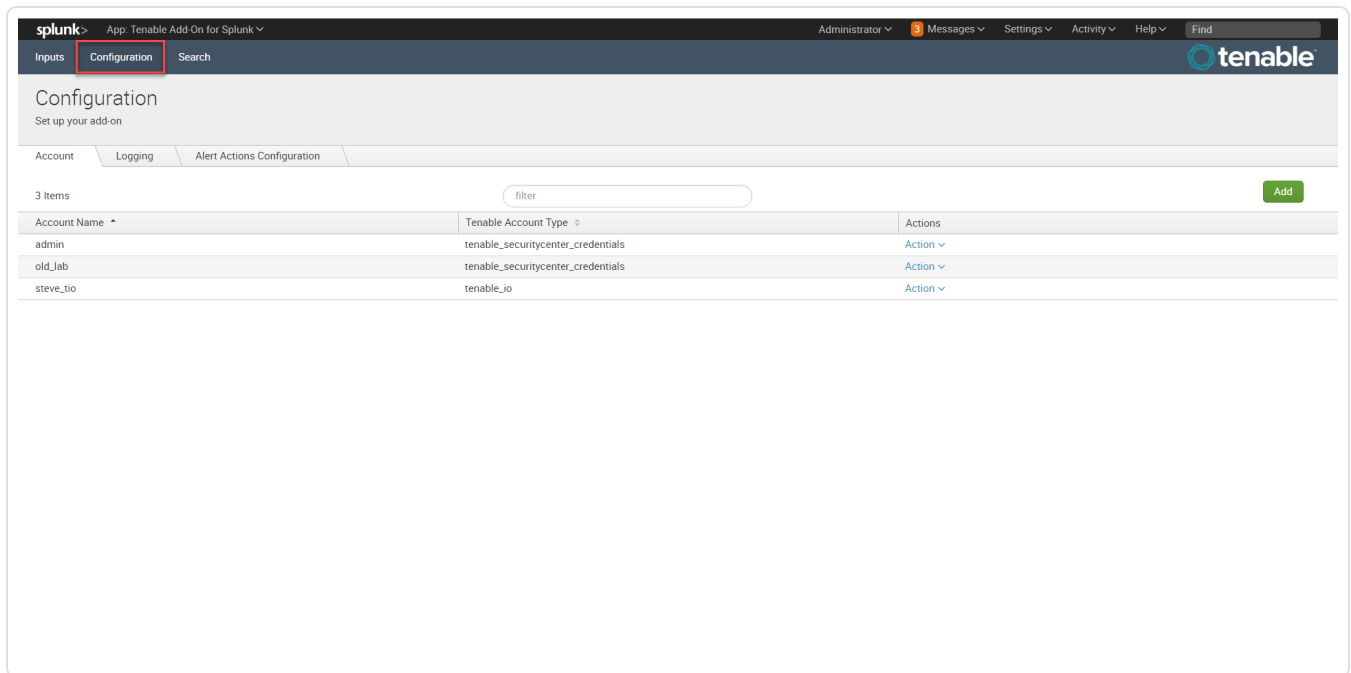 splunk> App: Tenable Add-On for Splunk Administrator 3 Messages Settings Activity Help Find
Inputs Configuration Search tenable
Configuration
Set up your add-on
Account Logging Alert Actions Configuration
3 Items filter Add
Account Name Tenable Account Type Actions
admin tenable_securitycenter_credentials Action
old_lab tenable_securitycenter_credentials Action
steve_tio tenable_io Action